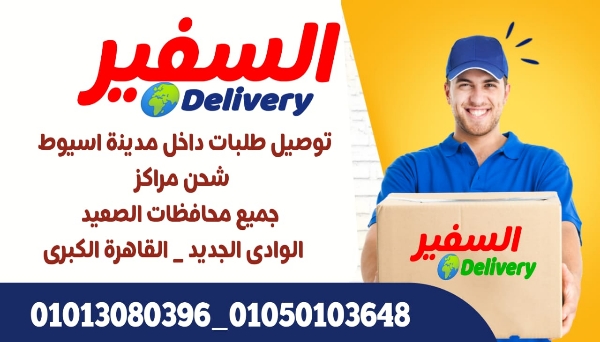 السفير
Delivery
توصيل طلبات داخل مدينة اسيوط
شحن مراكز
جميع محافظات الصعيد
الوادى الجديد _ القاهرة الكبرى
01013080396_01050103648
السفير
Delivery